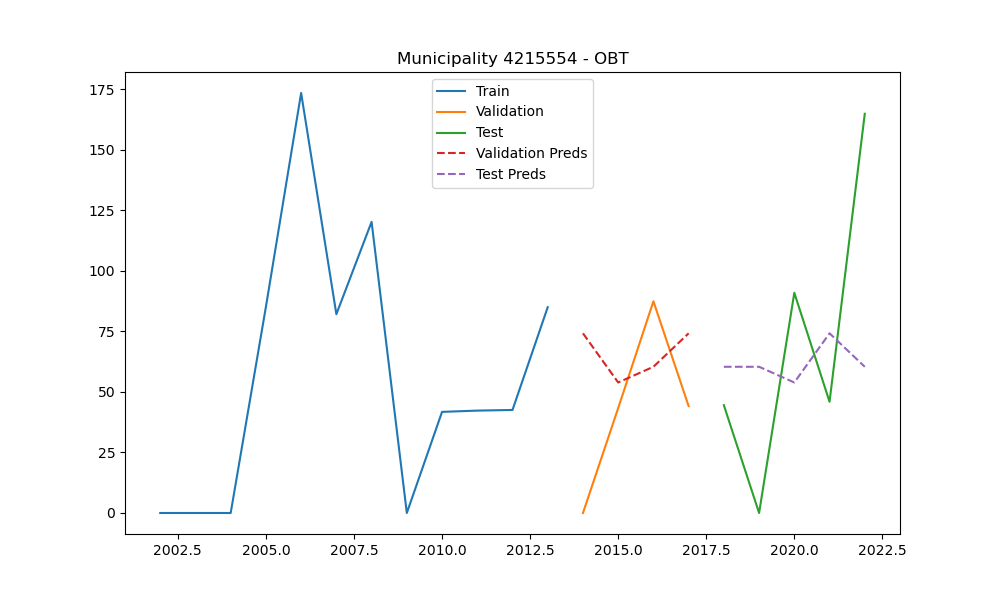 Municipality 4215554 - OBT
Train
Validation
Test
Validation Preds
Test Preds
175
150
125
100
75
50
25
0
2002.5 2005.0 2007.5 2010.0 2012.5 2015.0 2017.5 2020.0 2022.5